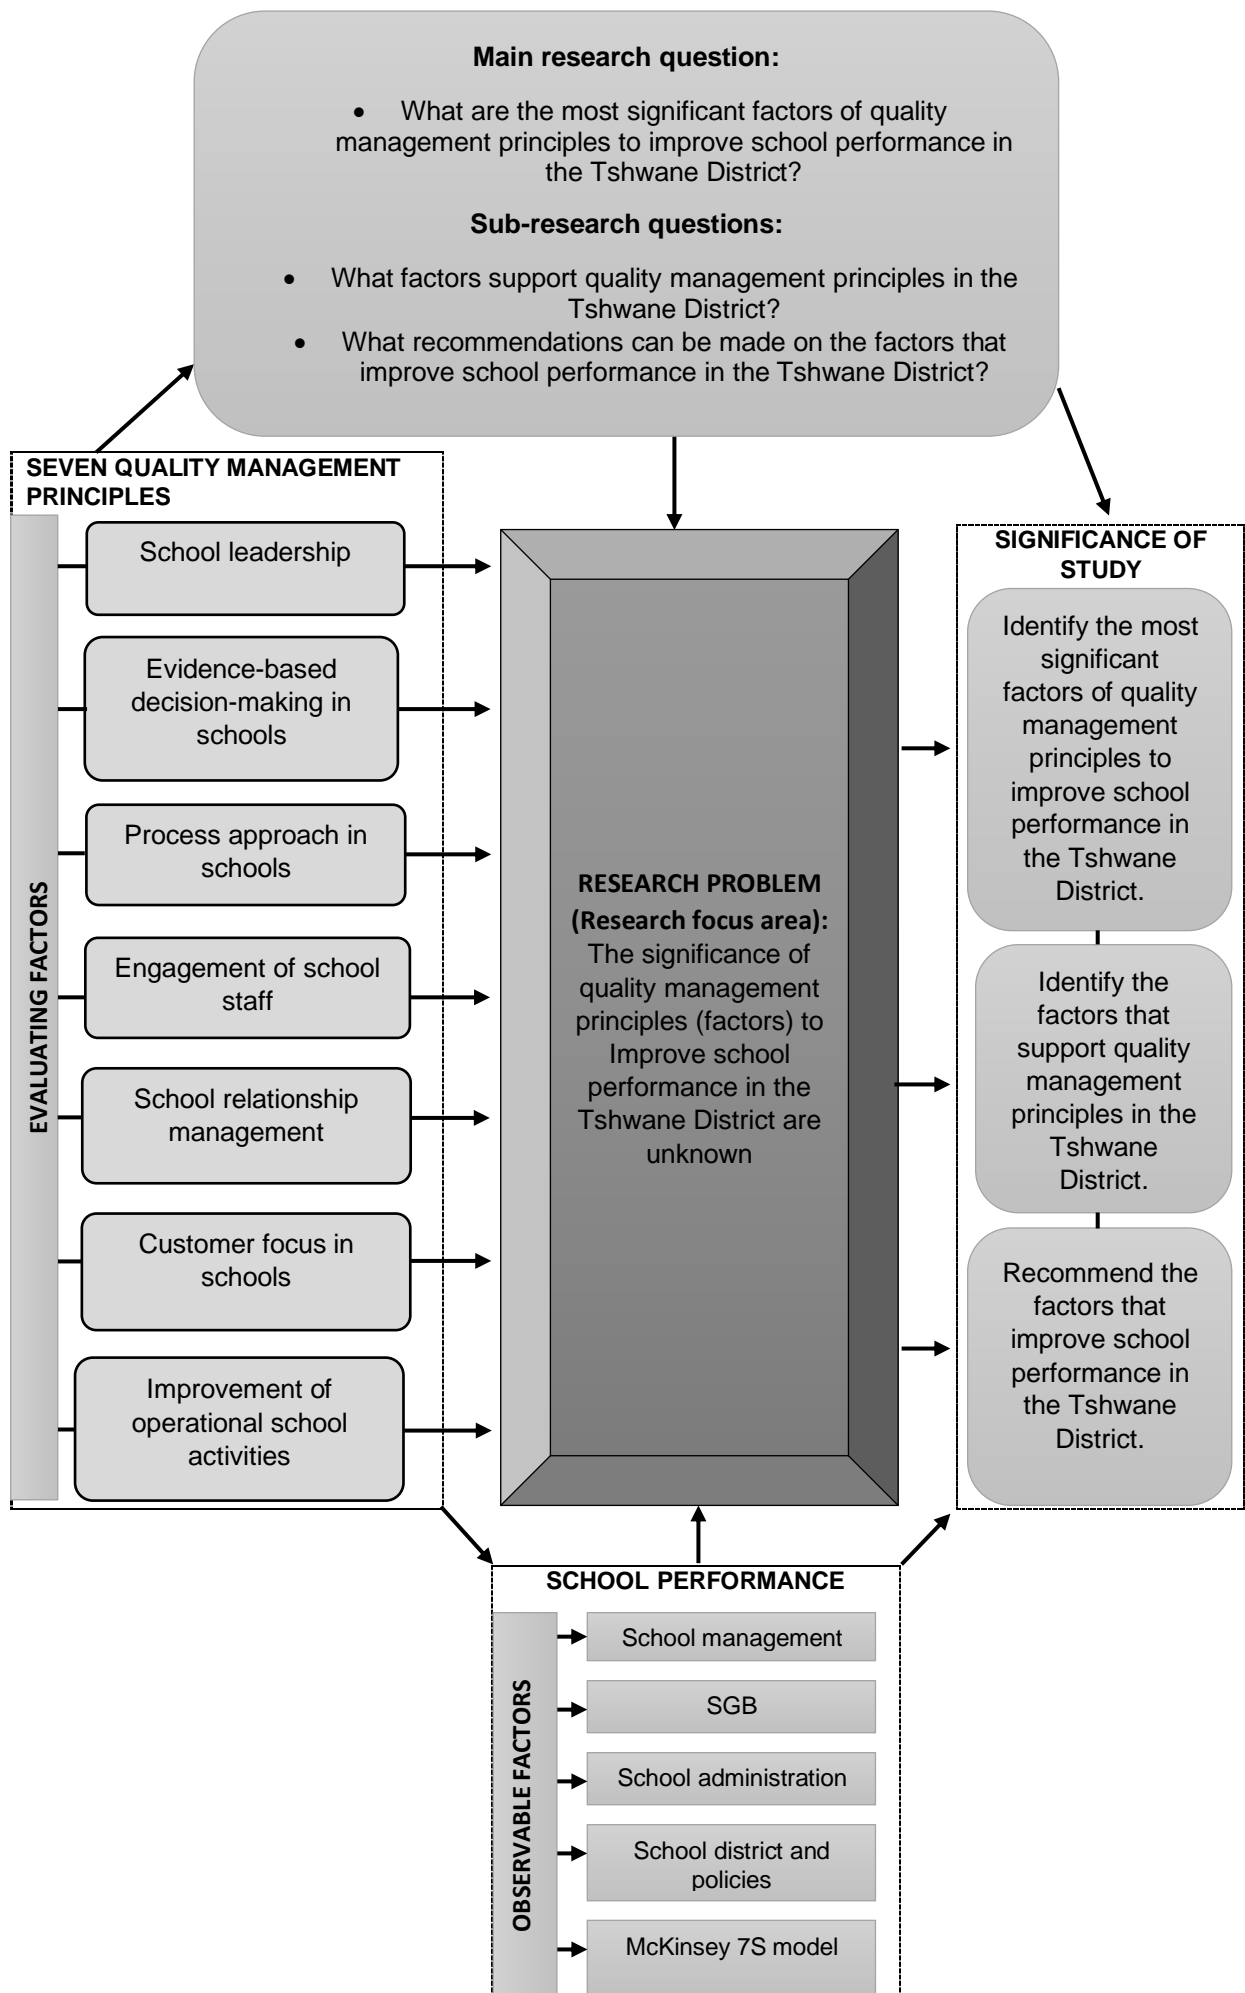 Main research question:
• What are the most significant factors of quality
management principles to improve school performance in
the Tshwane District?
Sub-research questions:
• What factors support quality management principles in the
Tshwane District?
• What recommendations can be made on the factors that
improve school performance in the Tshwane District?
SEVEN QUALITY MANAGEMENT
PRINCIPLES
EVALUATING FACTORS
School leadership
Evidence-based
decision-making in
schools
Process approach in
schools
Engagement of school
staff
School relationship
management
Customer focus in
schools
Improvement of
operational school
activities
RESEARCH PROBLEM
(Research focus area):
The significance of
quality management
principles (factors) to
Improve school
performance in the
Tshwane District are
unknown
SIGNIFICANCE OF
STUDY
Identify the most
significant
factors of quality
management
principles to
improve school
performance in
the Tshwane
District.
Identify the
factors that
support quality
management
principles in the
Tshwane
District.
Recommend the
factors that
improve school
performance in
the Tshwane
District.
SCHOOL PERFORMANCE
OBSERVABLE FACTORS
School management
SGB
School administration
School district and
policies
McKinsey 7S model